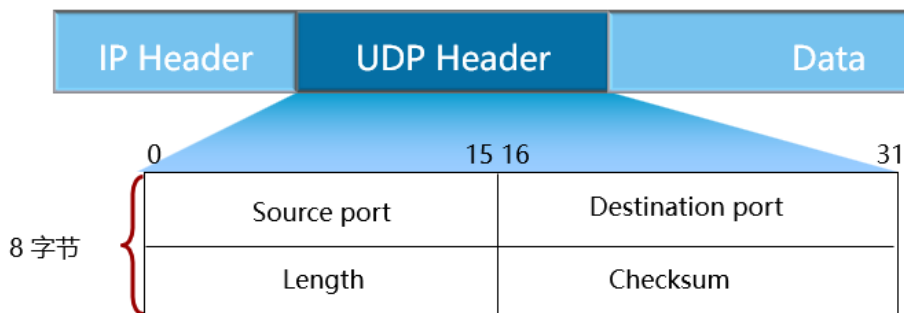 IP Header UDP Header Data
0 15 16 31
Source port Destination port
8 字节
Length Checksum